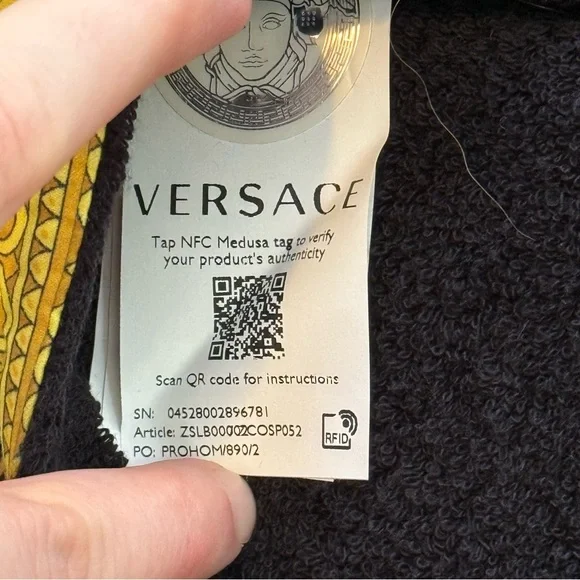 VERSACE
Tap NFC Medusa tag to verify
your product's authenticity
Scan QR code for instructions
SN: 04528002896781
Article:
PO: PROHOM/890/2
RFID